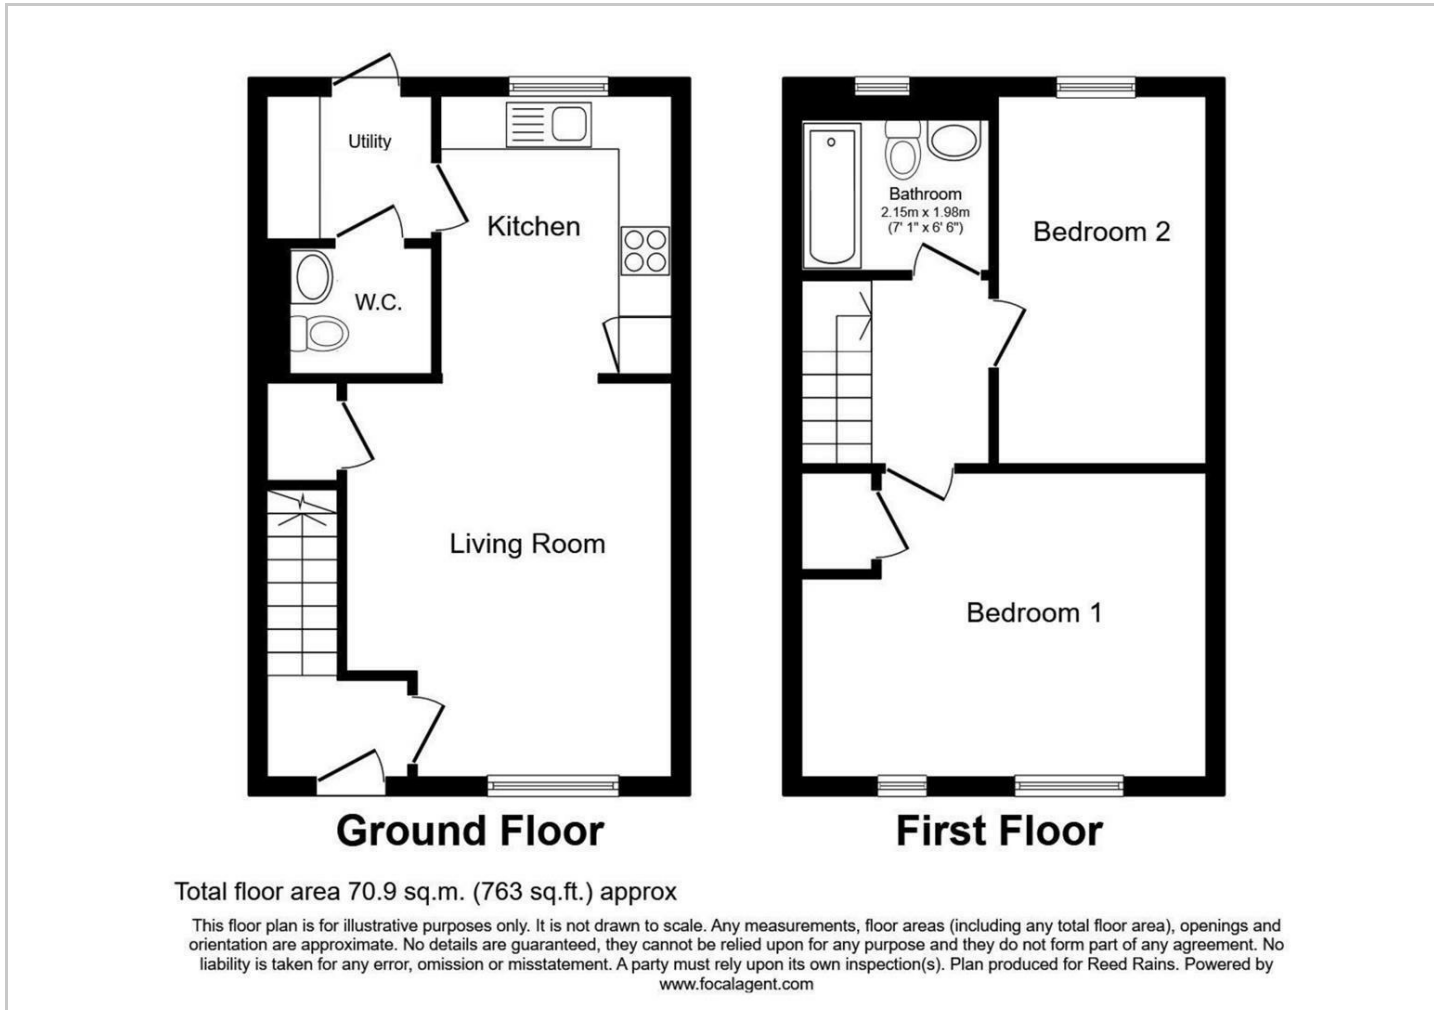 Utility
Kitchen
W.C.
Living Room
Bathroom
2.15m x 1.98m
(7' 1" x 6' 6")
Bedroom 2
Bedroom 1
Ground Floor
First Floor
Total floor area 70.9 sq.m. (763 sq.ft.) approx
This floor plan is for illustrative purposes only. It is not drawn to scale. Any measurements, floor areas (including any total floor area), openings and
orientation are approximate. No details are guaranteed, they cannot be relied upon for any purpose and they do not form part of any agreement. No
liability is taken for any error, omission or misstatement. A party must rely upon its own inspection(s). Plan produced for Reed Rains. Powered by
www.focalagent.com